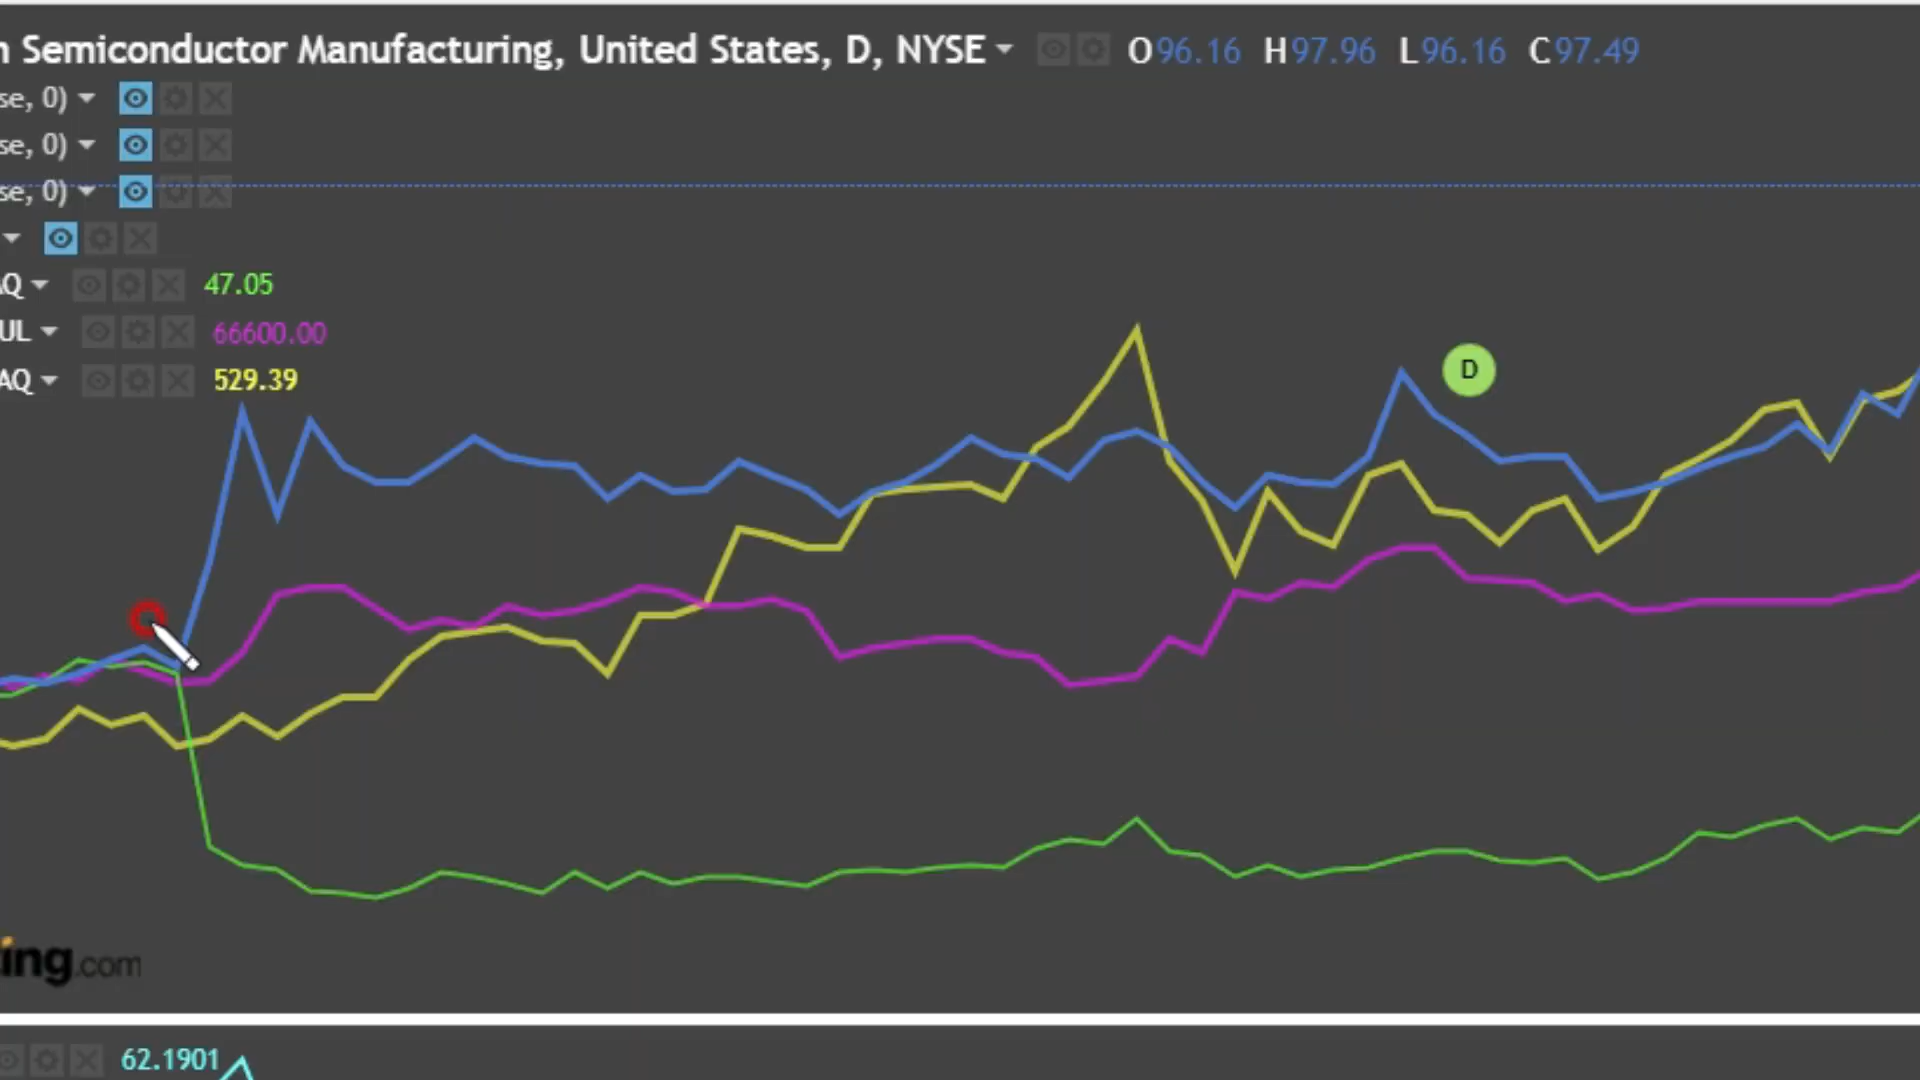 n Semiconductor Manufacturing, United States, D, NYSE O96.16 H97.96 L96.16 C97.49
se, 0)
se, 0)
se, 0)
AQ 47.05
UL 66600.00
AQ 529.39
D
ing.com
62.1901